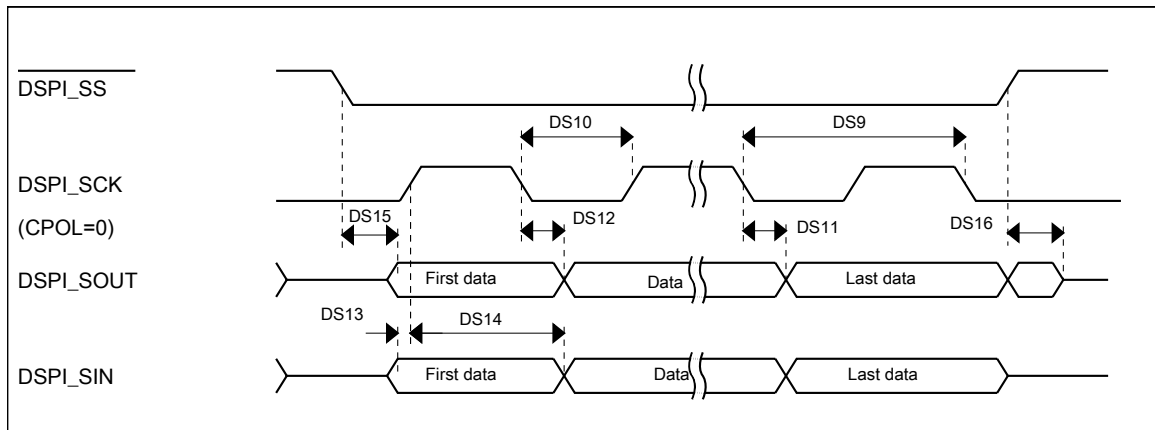 DSPI_SS
DS10
DS9
DSPI_SCK
DS15
DS12
DS11
DS16
(CPOL=0)
DSPI_SOUT
First data
Data
Last data
DS13
DS14
DSPI_SIN
First data
Data
Last data